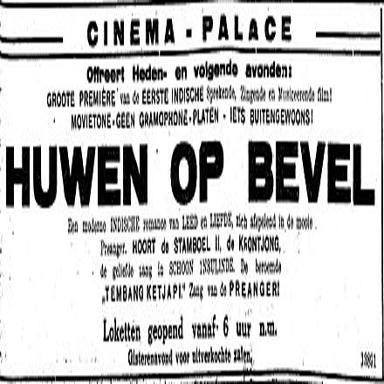 CINEMA - PALACE
Offreert Heden- en volgende avonden:
GROOTE PREMIÈRE van de EERSTE INDISCHE Sprekende, Zingende en Musiceerende film!
MOVIETONE-GEEN GRAMOPHONE-PLATEN - IETS BUITENGEWOONS!
HUWEN OP BEVEL
Een moderne INDISCHE romance van LEED en LIEFDE, zich afspelend in de mooie
Preanger. HOORT de STAMBOEL II, de KRONTJONG,
de geliefde zang in SCHOON INSULINDE. De beroemde
„TEMBANG KETJAPI." Zang van de PREANGER!
Loketten geopend vanaf 6 uur n.m.
Gisterenavond voor uitverkochte zalen.